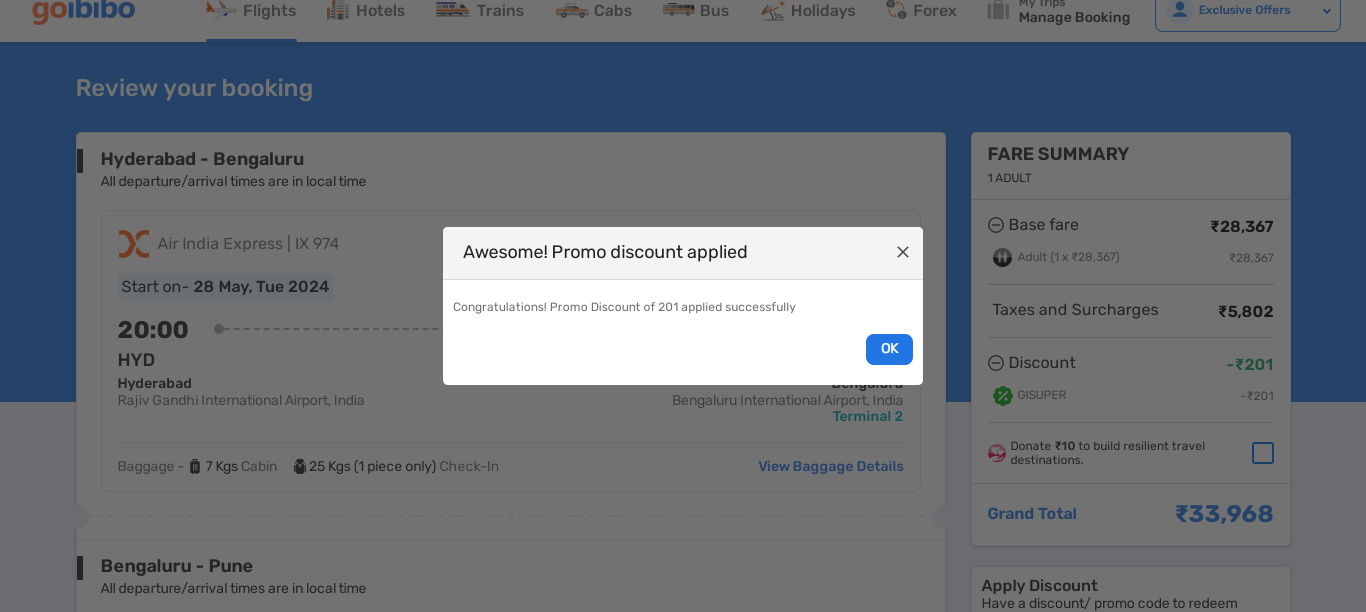 goibibo
Flights
Hotels
Trains
Cabs
Bus
Holidays
Forex
My Trips
Manage Booking
Exclusive Offers
Review your booking
Hyderabad - Bengaluru
All departure/arrival times are in local time
Air India Express | IX 974
Start on- 28 May, Tue 2024
20:00
HYD
Hyderabad
Rajiv Gandhi International Airport, India
Bengaluru
Bengaluru International Airport, India
Terminal 2
Baggage - 7 Kgs Cabin 25 Kgs (1 piece only) Check-In
View Baggage Details
Bengaluru - Pune
All departure/arrival times are in local time
Awesome! Promo discount applied
Congratulations! Promo Discount of 201 applied successfully
OK
FARE SUMMARY
1 ADULT
Base fare ₹28,367
Adult (1 x ₹28,367) ₹28,367
Taxes and Surcharges ₹5,802
Discount -₹201
GISUPER -₹201
Donate ₹10 to build resilient travel
destinations.
Grand Total ₹33,968
Apply Discount
Have a discount/ promo code to redeem